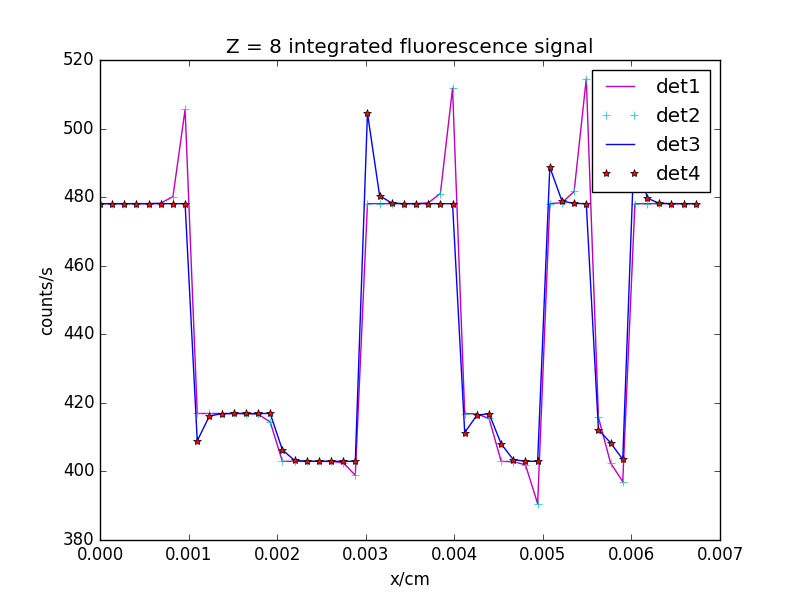 Z = 8 integrated fluorescence signal
520
500
480
460
440
420
400
380
counts/s
det1
det2
det3
det4
0.000 0.001 0.002 0.003 0.004 0.005 0.006 0.007
x/cm